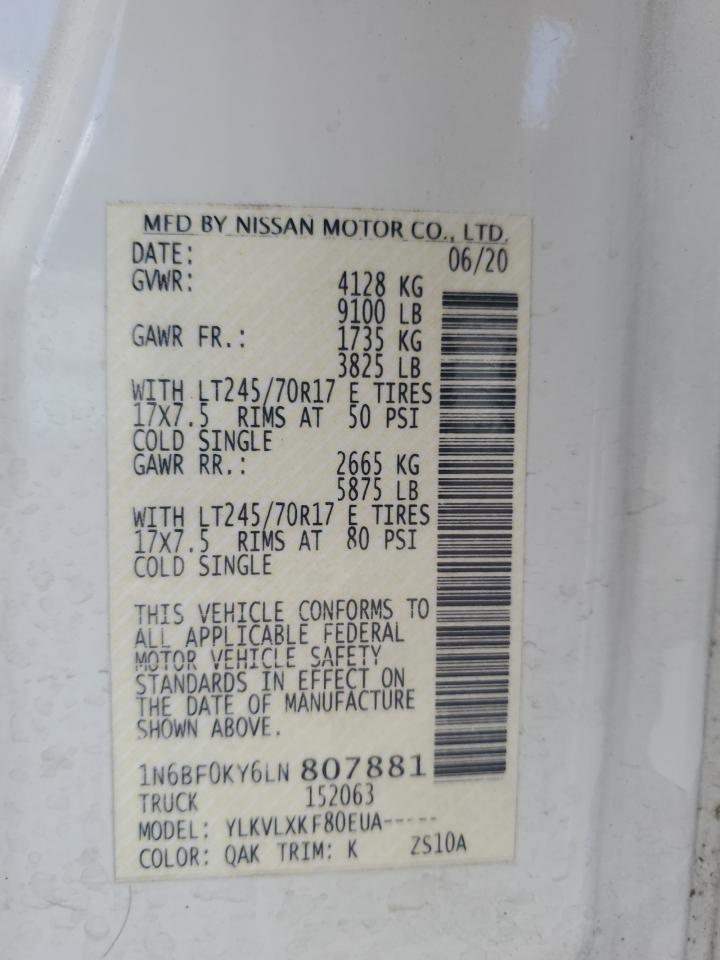 MFD BY NISSAN MOTOR CO., LTD.
DATE: 06/20
GVWR: 4128 KG
9100 LB
GAWR FR.: 1735 KG
3825 LB
WITH LT245/70R17 E TIRES
17X7.5 RIMS AT 50 PSI
COLD SINGLE
GAWR RR.: 2665 KG
5875 LB
WITH LT245/70R17 E TIRES
17X7.5 RIMS AT 80 PSI
COLD SINGLE
THIS VEHICLE CONFORMS TO
ALL APPLICABLE FEDERAL
MOTOR VEHICLE SAFETY
STANDARDS IN EFFECT ON
THE DATE OF MANUFACTURE
SHOWN ABOVE.
1N6BF0KY6LN 807881
TRUCK 152063
MODEL: YLKVLXKF80EUA-----
COLOR: QAK TRIM: K ZS10A